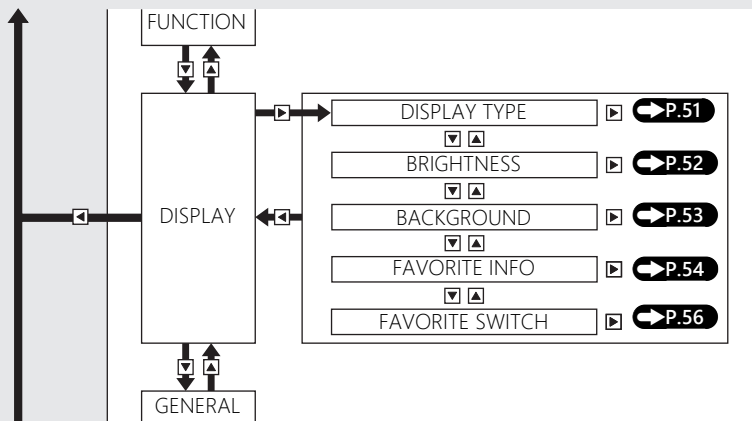 FUNCTION
DISPLAY
DISPLAY TYPE P.51
BRIGHTNESS P.52
BACKGROUND P.53
FAVORITE INFO P.54
FAVORITE SWITCH P.56
GENERAL